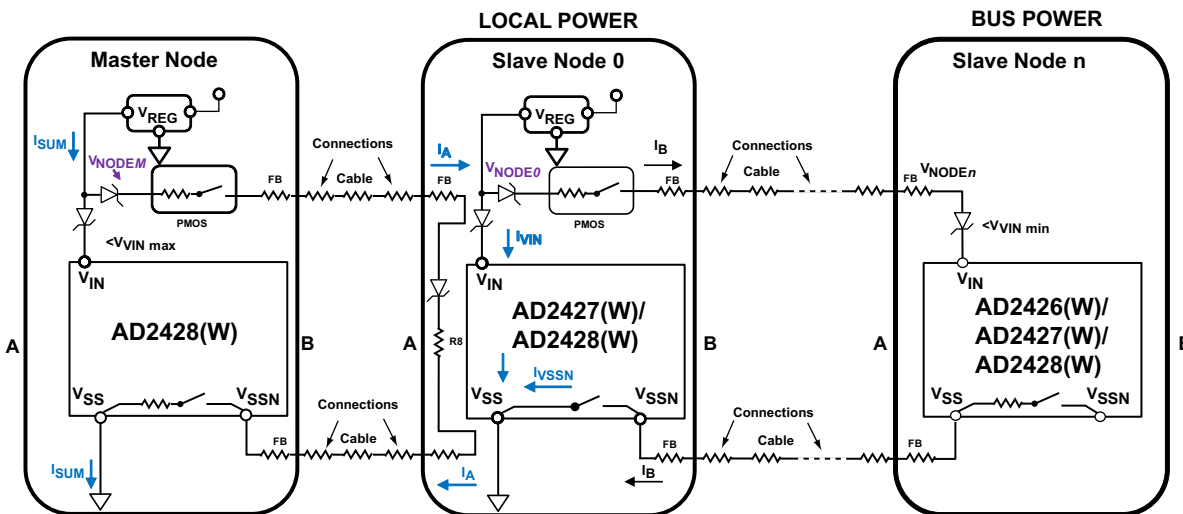 LOCAL POWER
BUS POWER
Master Node
Slave Node 0
Slave Node n
VREG
ISUM
VNODEM
PMOS
<VVIN max
VIN
AD2428(W)
A
B
VSS
VSSN
ISUM
FB
Connections
Cable
FB
IA
VREG
VNODE0
PMOS
IB
IVIN
VIN
R8
AD2427(W)/
AD2428(W)
A
B
IVSSN
VSS
VSSN
FB
Connections
Cable
IA
IB
FB
Connections
Cable
FB
VNODEn
<VVIN min
VIN
AD2426(W)/
AD2427(W)/
AD2428(W)
A
VSS
VSSN
FB
Connections
Cable
FB